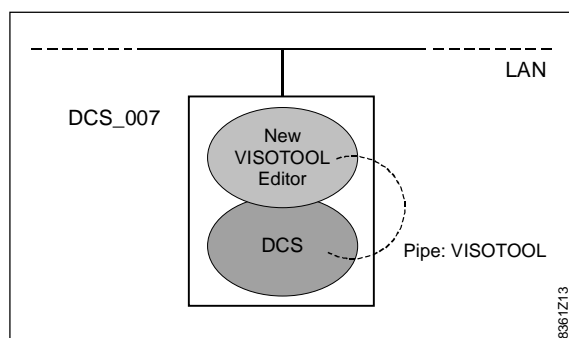 LAN
DCS_007
New
VISOTOOL
Editor
DCS
Pipe: VISOTOOL
8361Z13